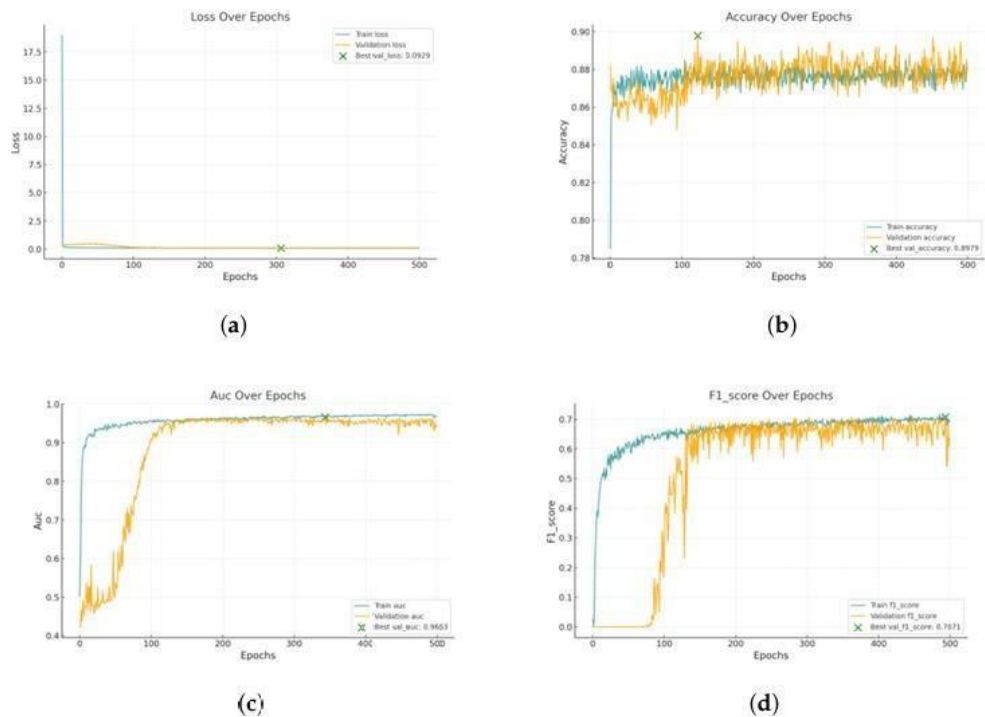 Loss Over Epochs
Train loss
Validation loss
Best val_loss: 0.0929
17.5
15.0
12.5
10.0
7.5
5.0
2.5
0.0
Loss
0 100 200 300 400 500
Epochs
(a)
Accuracy Over Epochs
0.90
0.88
0.86
0.84
0.82
0.80
0.78
Accuracy
Train accuracy
Validation accuracy
Best val_accuracy: 0.8979
0 100 200 300 400 500
Epochs
(b)
Auc Over Epochs
1.0
0.9
0.8
0.7
0.6
0.5
0.4
Auc
Train auc
Validation auc
Best val_auc: 0.9653
0 100 200 300 400 500
Epochs
(c)
F1_score Over Epochs
0.7
0.6
0.5
0.4
0.3
0.2
0.1
0.0
F1_score
Train f1_score
Validation f1_score
Best val_f1_score: 0.7071
0 100 200 300 400 500
Epochs
(d)